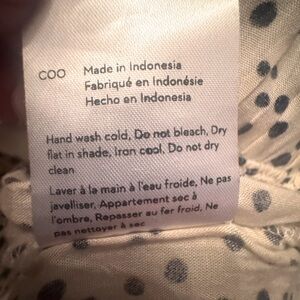 COO Made in Indonesia
Fabriqué en Indonésie
Hecho en Indonesia
Hand wash cold, Do not bleach, Dry
flat in shade, Iron cool, Do not dry
clean
Laver à la main à l'eau froide, Ne pas
javelliser, Appartement sec à
l'ombre, Repasser au fer froid, Ne
pas nettoyer à sec